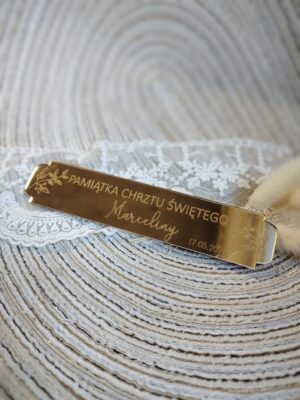 PAMIĄTKA CHRZTU ŚWIĘTEGO
Marceliny